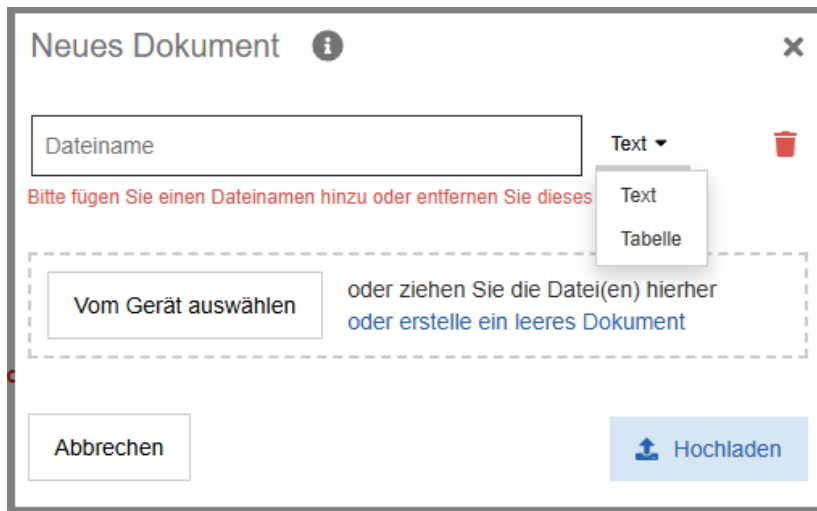 Neues Dokument
Dateiname
Text
Bitte fügen Sie einen Dateinamen hinzu oder entfernen Sie dieses
Text
Tabelle
Vom Gerät auswählen
oder ziehen Sie die Datei(en) hierher
oder erstelle ein leeres Dokument
Abbrechen
Hochladen